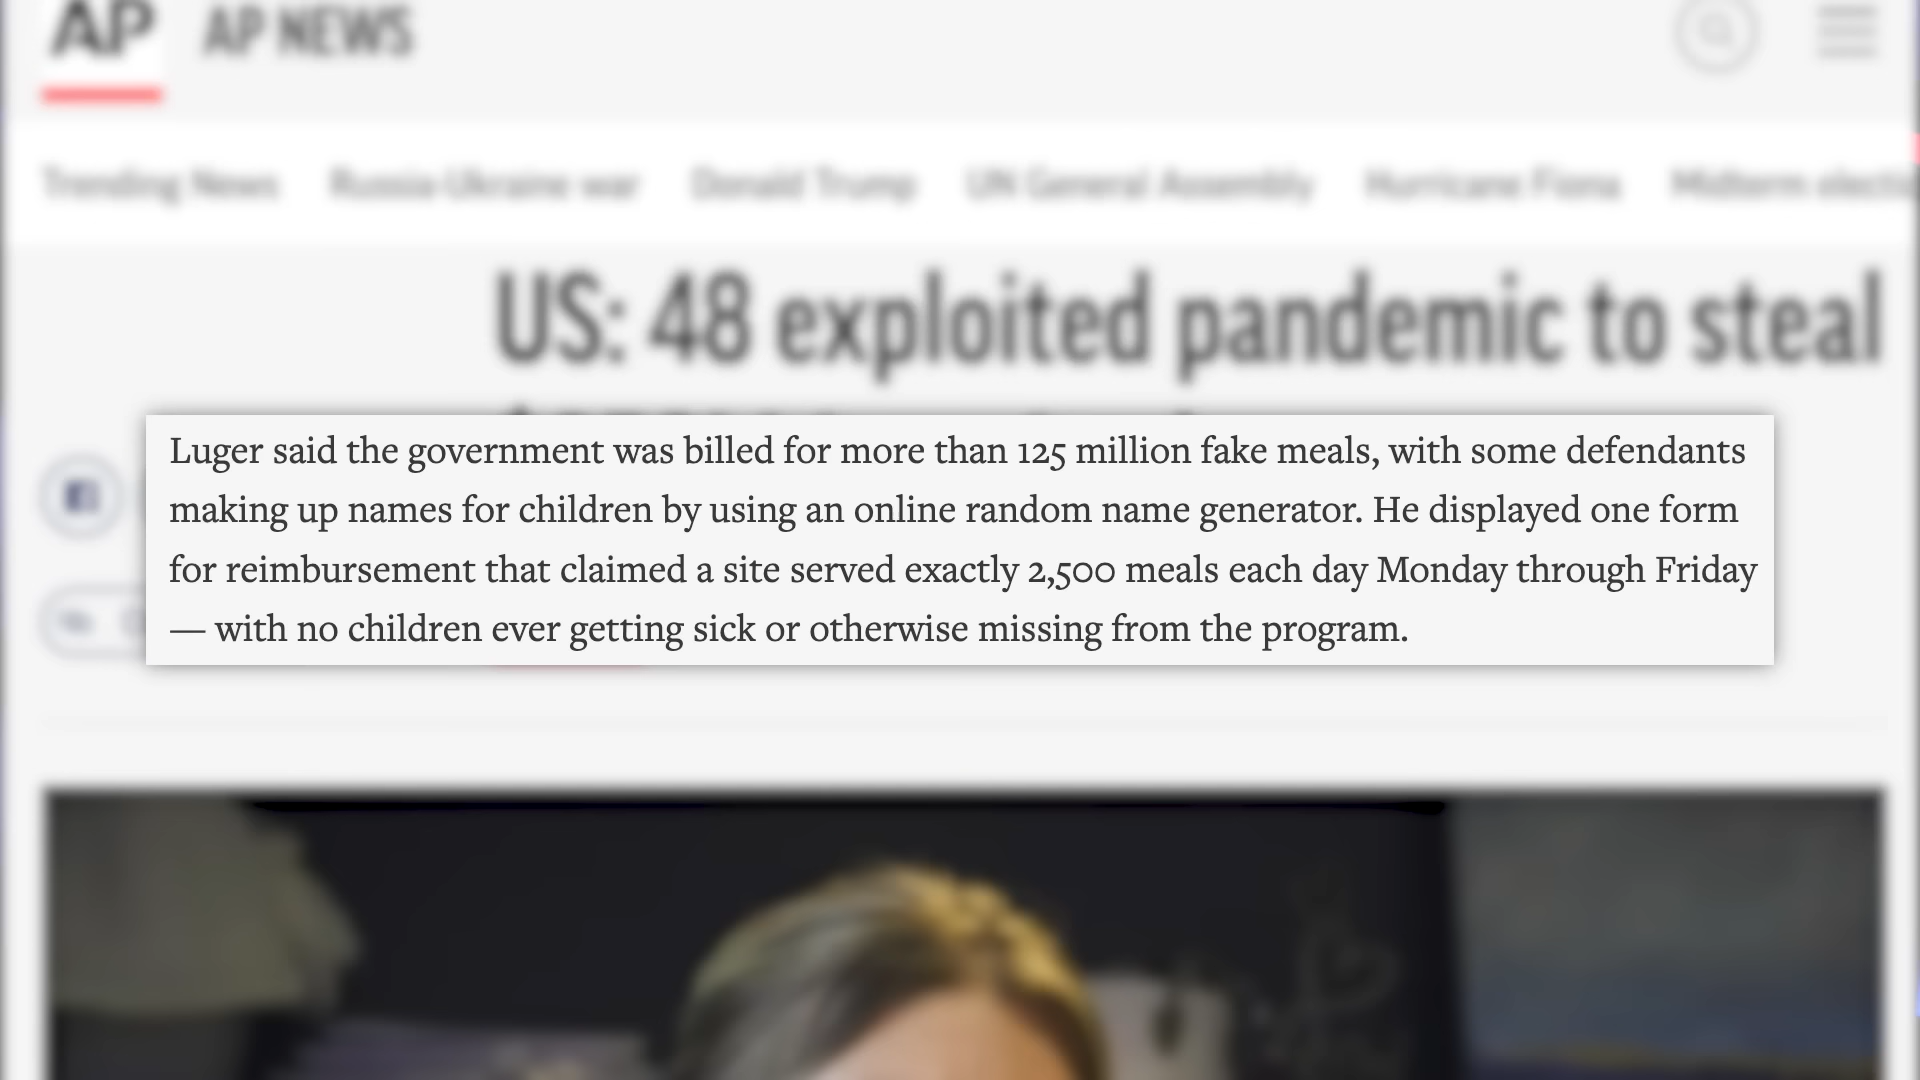 AP AP NEWS
Trending News Russia-Ukraine war Donald Trump UN General Assembly Hurricane Fiona Midterm
US: 48 exploited pandemic to steal
Luger said the government was billed for more than 125 million fake meals, with some defendants
making up names for children by using an online random name generator. He displayed one form
for reimbursement that claimed a site served exactly 2,500 meals each day Monday through Friday
— with no children ever getting sick or otherwise missing from the program.